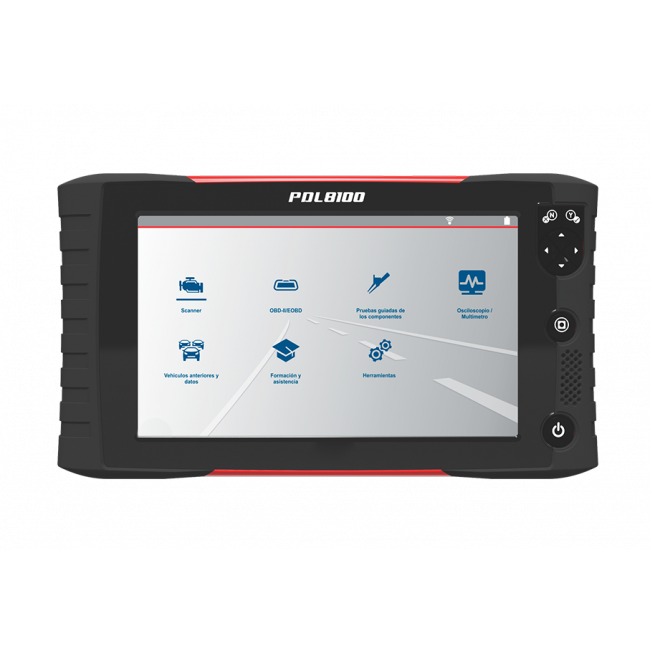 PDL8100
N Y
Scanner
OBD-II/EOBD
Pruebas guiadas de
los componentes
Osciloscopio /
Multímetro
Vehículos anteriores y
datos
Formación y
asistencia
Herramientas